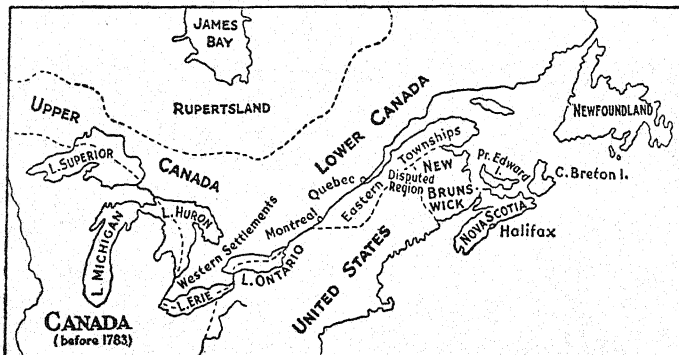 JAMES
BAY
UPPER
RUPERTSLAND
LOWER CANADA
NEWFOUNDLAND
L. SUPERIOR
CANADA
Townships
Quebec
Eastern
Disputed
Region
NEW
BRUNS
WICK
Pr. Edward
I.
C. Breton I.
L. HURON
Western Settlements
Montreal
NOVA SCOTIA
Halifax
L. MICHIGAN
L. ONTARIO
L. ERIE
UNITED STATES
CANADA
(before 1783)